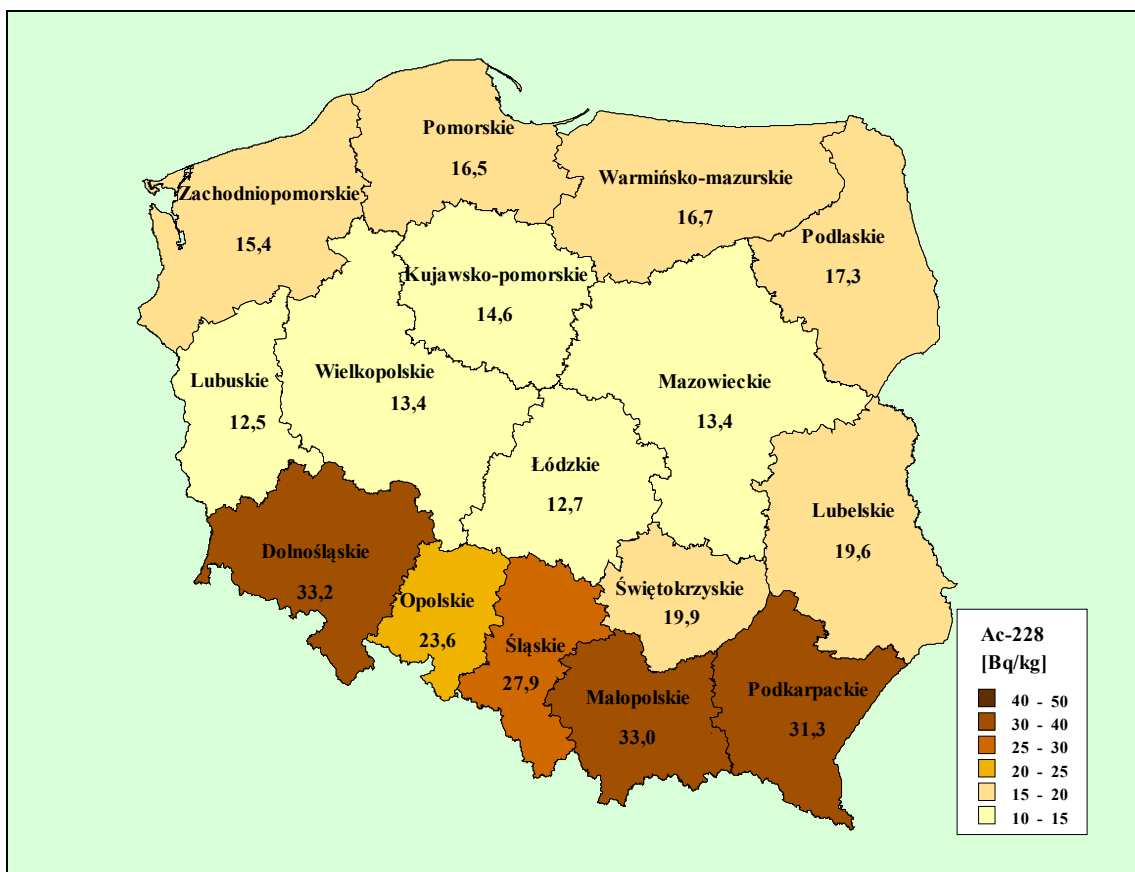 Pomorskie
16,5
Warmińsko-mazurskie
16,7
Zachodniopomorskie
15,4
Podlaskie
17,3
Kujawsko-pomorskie
14,6
Wielkopolskie
13,4
Lubuskie
12,5
Mazowieckie
13,4
Łódzkie
12,7
Lubelskie
19,6
Dolnośląskie
33,2
Opolskie
23,6
Śląskie
27,9
Świętokrzyskie
19,9
Małopolskie
33,0
Podkarpackie
31,3
Ac-228
[Bq/kg]
40 - 50
30 - 40
25 - 30
20 - 25
15 - 20
10 - 15